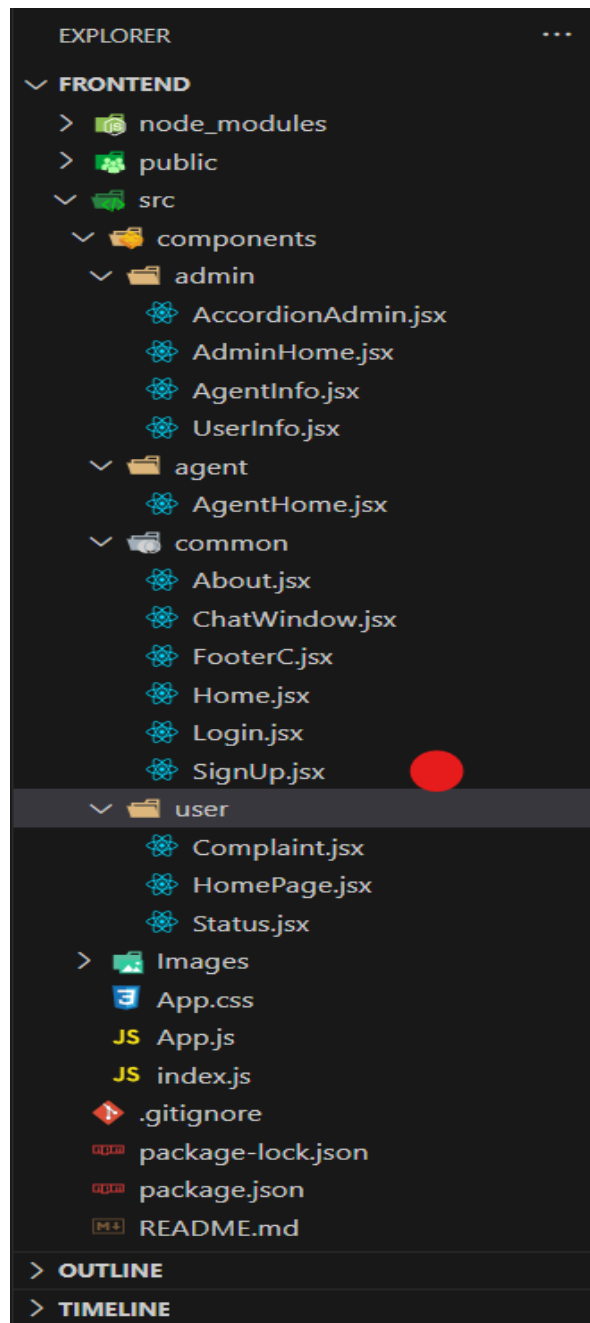 EXPLORER ...
FRONTEND
node_modules
public
src
components
admin
AccordionAdmin.jsx
AdminHome.jsx
AgentInfo.jsx
UserInfo.jsx
agent
AgentHome.jsx
common
About.jsx
ChatWindow.jsx
FooterC.jsx
Home.jsx
Login.jsx
SignUp.jsx
user
Complaint.jsx
HomePage.jsx
Status.jsx
Images
App.css
JS App.js
JS index.js
.gitignore
package-lock.json
package.json
README.md
OUTLINE
TIMELINE